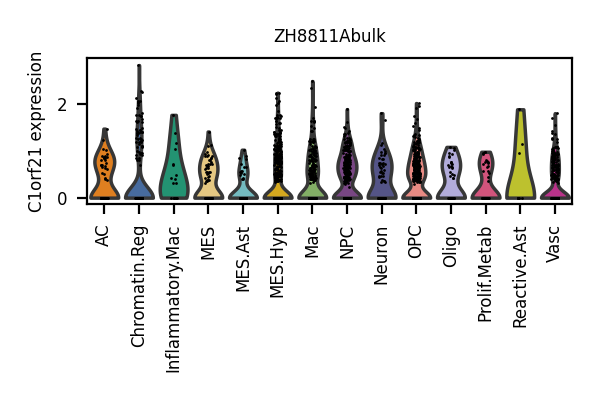 ZH8811Abulk
C1orf21 expression
2
0
AC
Chromatin.Reg
Inflammatory.Mac
MES
MES.Ast
MES.Hyp
Mac
NPC
Neuron
OPC
Oligo
Prolif.Metab
Reactive.Ast
Vasc